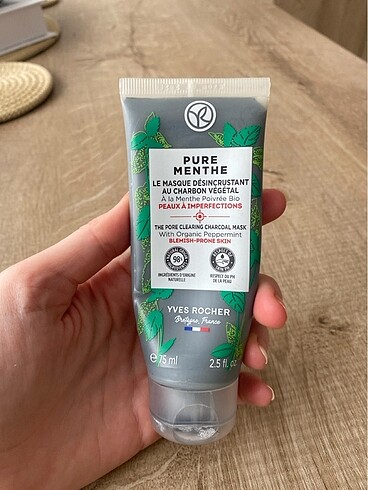 PURE
MENTHE
LE MASQUE DÉSINCRUSTANT
AU CHARBON VÉGÉTAL
À la Menthe Poivrée Bio
PEAUX À IMPERFECTIONS
THE PORE CLEARING CHARCOAL MASK
With Organic Peppermint
BLEMISH-PRONE SKIN
98%
INGRÉDIENTS D'ORIGINE
NATURELLE
RESPECT DU PH
DE LA PEAU
YVES ROCHER
Bretagne, France
℮ 75 ml
2.5 fl. oz